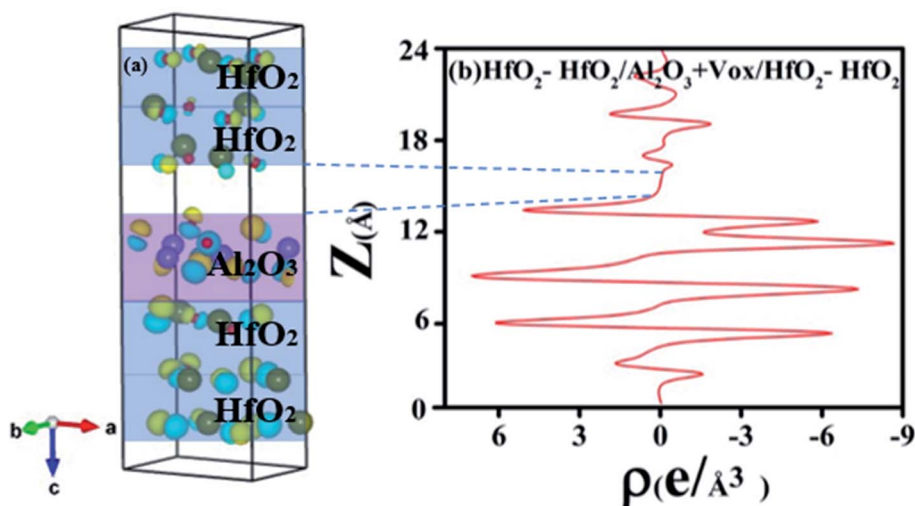 (a)
HfO₂
HfO₂
Al₂O₃
HfO₂
HfO₂
b
a
c
(b)HfO₂- HfO₂/Al₂O₃+Vox/HfO₂- HfO₂
24
18
12
6
0
Z(Å)
6 3 0 -3 -6 -9
ρ(e/Å³ )